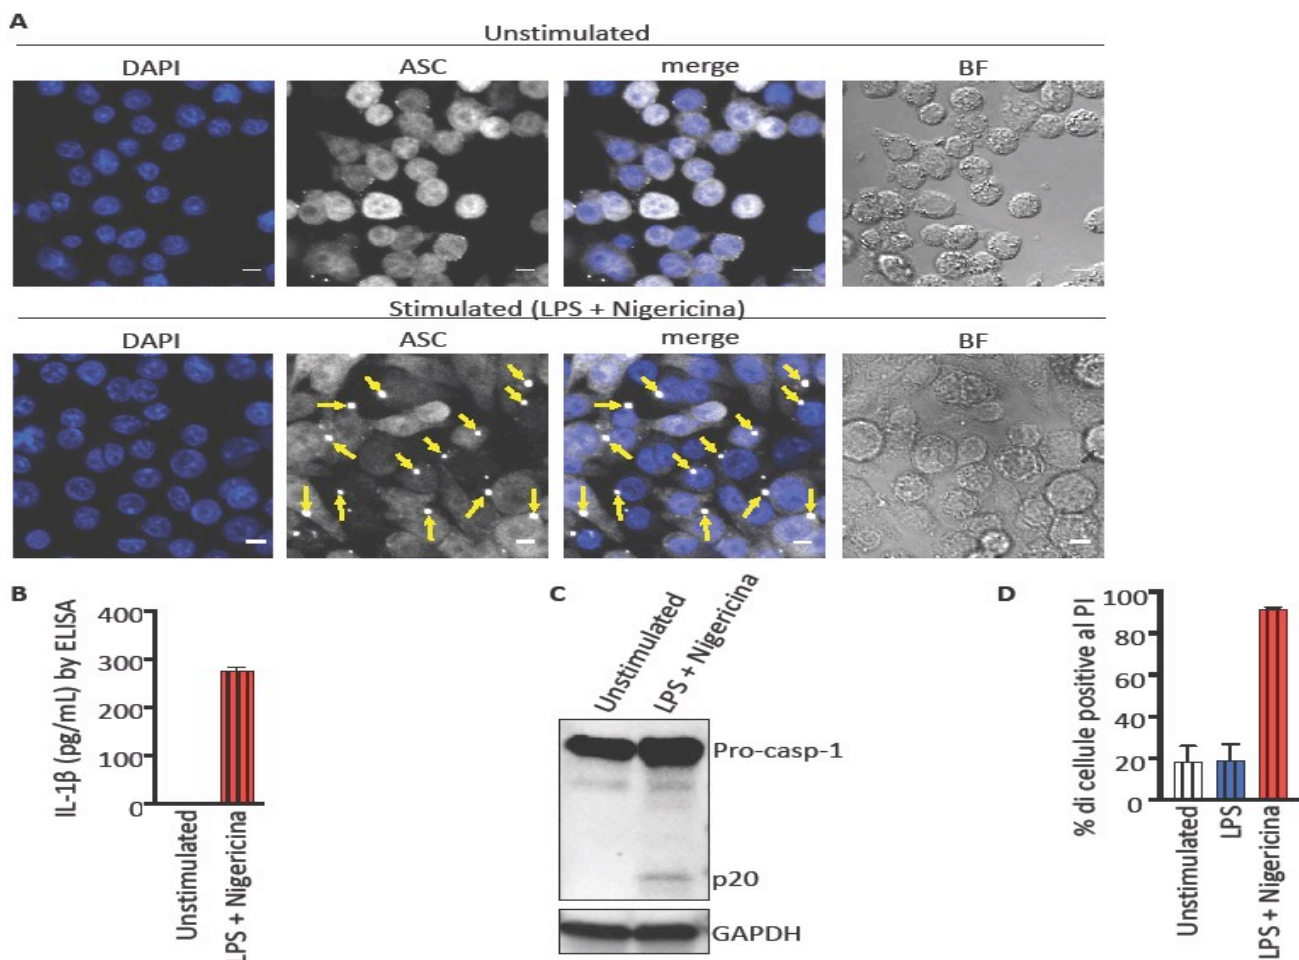 A
Unstimulated
DAPI
ASC
merge
BF
Stimulated (LPS + Nigericina)
DAPI
ASC
merge
BF
B
IL-1β (pg/mL) by ELISA
400
300
200
100
0
Unstimulated
LPS + Nigericina
C
Unstimulated
LPS + Nigericina
Pro-casp-1
p20
GAPDH
D
% di cellule positive al PI
100
80
60
40
20
0
Unstimulated
LPS
LPS + Nigericina